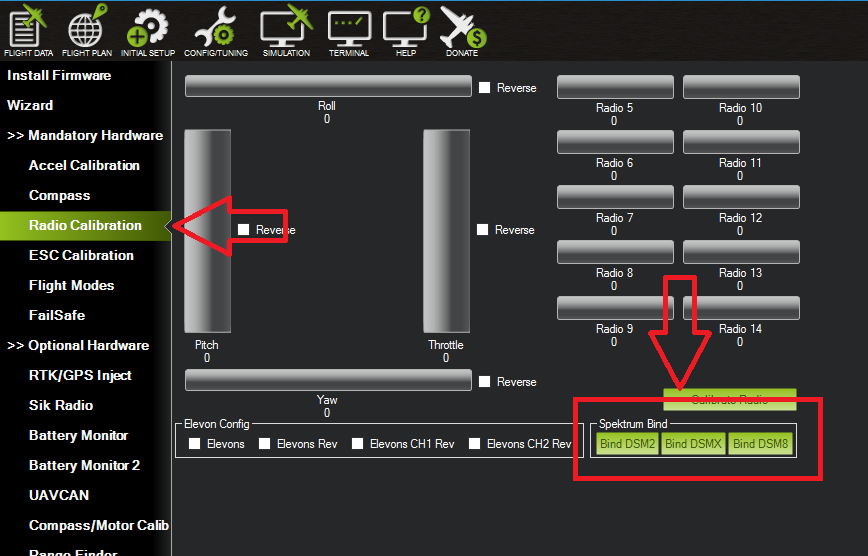 FLIGHT DATA FLIGHT PLAN INITIAL SETUP CONFIG/TUNING SIMULATION TERMINAL HELP DONATE
Install Firmware
Wizard
>> Mandatory Hardware
Accel Calibration
Compass
Radio Calibration
ESC Calibration
Flight Modes
FailSafe
>> Optional Hardware
RTK/GPS Inject
Sik Radio
Battery Monitor
Battery Monitor 2
UAVCAN
Compass/Motor Calib
Range Finder
Reverse
Roll
0
Reverse
Pitch
0
Reverse
Throttle
0
Reverse
Yaw
0
Radio 5
0
Radio 10
0
Radio 6
0
Radio 11
0
Radio 7
0
Radio 12
0
Radio 8
0
Radio 13
0
Radio 9
0
Radio 14
0
Calibrate Radio
Elevon Config
Elevons Elevons Rev Elevons CH1 Rev Elevons CH2 Rev
Spektrum Bind
Bind DSM2 Bind DSMX Bind DSM8